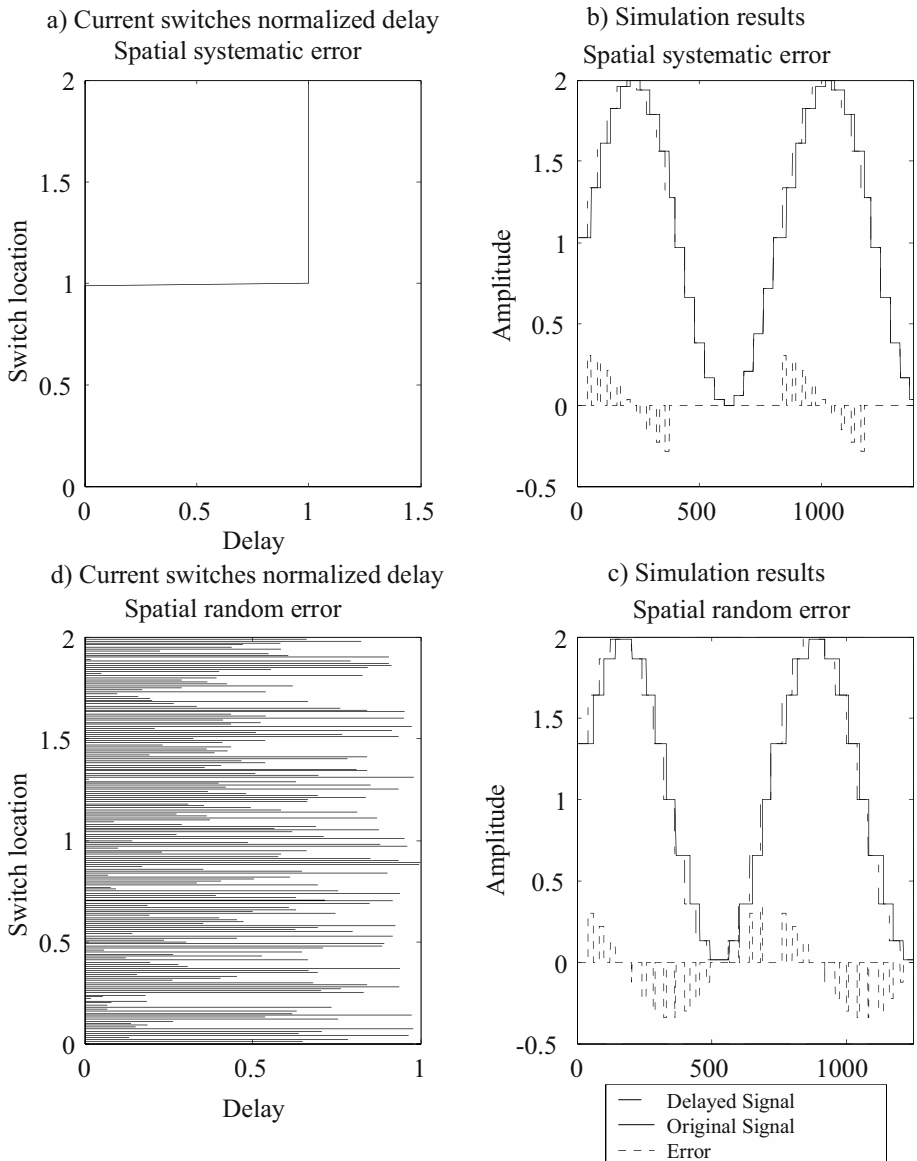 a) Current switches normalized delay
Spatial systematic error
2
1.5
1
0.5
0
Switch location
0 0.5 1 1.5
Delay
b) Simulation results
Spatial systematic error
2
1.5
1
0.5
0
-0.5
Amplitude
0 500 1000
d) Current switches normalized delay
Spatial random error
2
1.5
1
0.5
0
Switch location
0 0.5 1
Delay
c) Simulation results
Spatial random error
2
1.5
1
0.5
0
-0.5
Amplitude
0 500 1000
Delayed Signal
Original Signal
Error